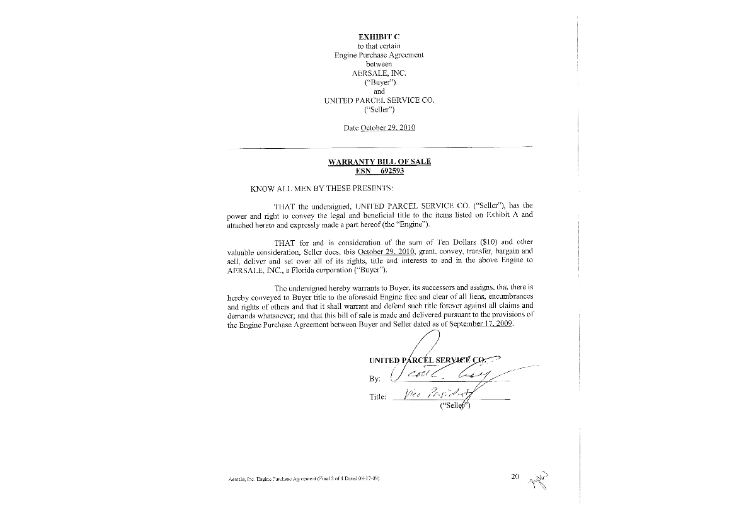 EXHIBIT C
to that certain
Engine Purchase Agreement
between
AERSALE, INC.
("Buyer")
and
UNITED PARCEL SERVICE CO.
("Seller")
Date October 29, 2010
WARRANTY BILL OF SALE
ESN 692593
KNOW ALL MEN BY THESE PRESENTS:
THAT the undersigned, UNITED PARCEL SERVICE CO. ("Seller"), has the
power and right to convey the legal and beneficial title to the items listed on Exhibit A and
attached hereto and expressly made a part hereof (the "Engine").
THAT for and in consideration of the sum of Ten Dollars ($10) and other
valuable consideration, Seller does, this October 29, 2010, grant, convey, transfer, bargain and
sell, deliver and set over all of its rights, title and interests to and in the above Engine to
AERSALE, INC., a Florida corporation ("Buyer").
The undersigned hereby warrants to Buyer, its successors and assigns, that there is
hereby conveyed to Buyer title to the aforesaid Engine free and clear of all liens, encumbrances
and rights of others and that it shall warrant and defend such title forever against all claims and
demands whatsoever; and that this bill of sale is made and delivered pursuant to the provisions of
the Engine Purchase Agreement between Buyer and Seller dated as of September 17, 2009.
UNITED PARCEL SERVICE CO.
By:
Title: Vice President
("Seller")
Aersale, Inc. Engine Purchase Agreement
20